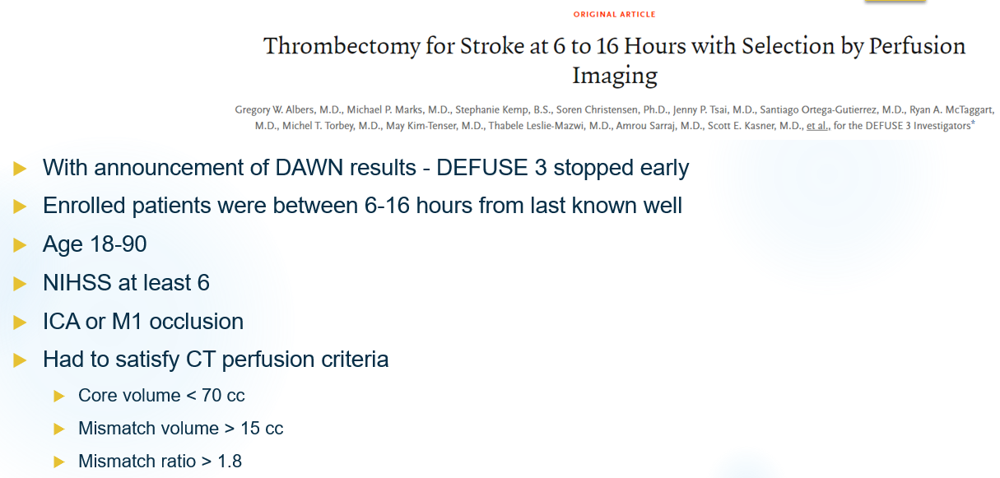 ORIGINAL ARTICLE
Thrombectomy for Stroke at 6 to 16 Hours with Selection by Perfusion
Imaging
Gregory W. Albers, M.D., Michael P. Marks, M.D., Stephanie Kemp, B.S., Soren Christensen, Ph.D., Jenny P. Tsai, M.D., Santiago Ortega-Gutierrez, M.D., Ryan A. McTaggart,
M.D., Michel T. Torbey, M.D., May Kim-Tenser, M.D., Thabele Leslie-Mazwi, M.D., Amrou Sarraj, M.D., Scott E. Kasner, M.D., et al., for the DEFUSE 3 Investigators*
With announcement of DAWN results - DEFUSE 3 stopped early
Enrolled patients were between 6-16 hours from last known well
Age 18-90
NIHSS at least 6
ICA or M1 occlusion
Had to satisfy CT perfusion criteria
Core volume < 70 cc
Mismatch volume > 15 cc
Mismatch ratio > 1.8